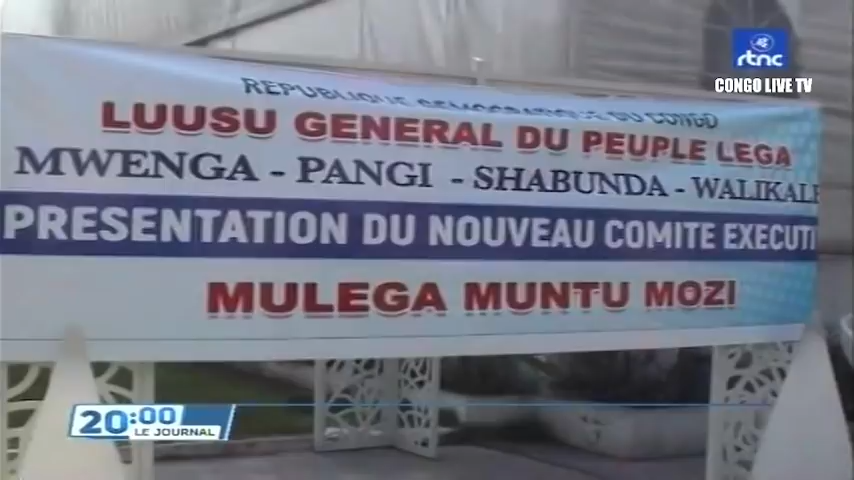 rtnc
CONGO LIVE TV
REPUBLIQUE DEMOCRATIQUE DU CONGO
LUUSU GENERAL DU PEUPLE LEGA
MWENGA - PANGI - SHABUNDA - WALIKALE
PRESENTATION DU NOUVEAU COMITE EXECUTI
MULEGA MUNTU MOZI
20:00
LE JOURNAL